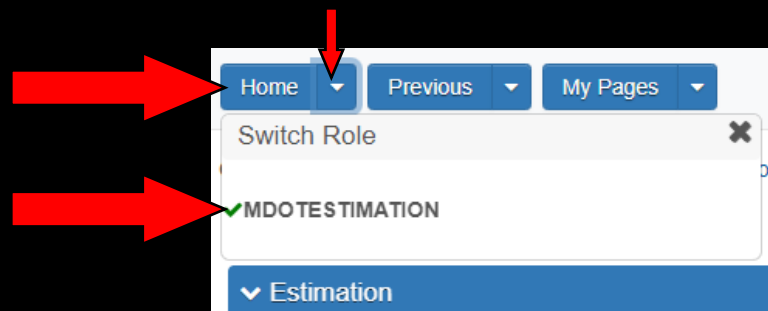 Home Previous My Pages
Switch Role
MDOTESTIMATION
Estimation